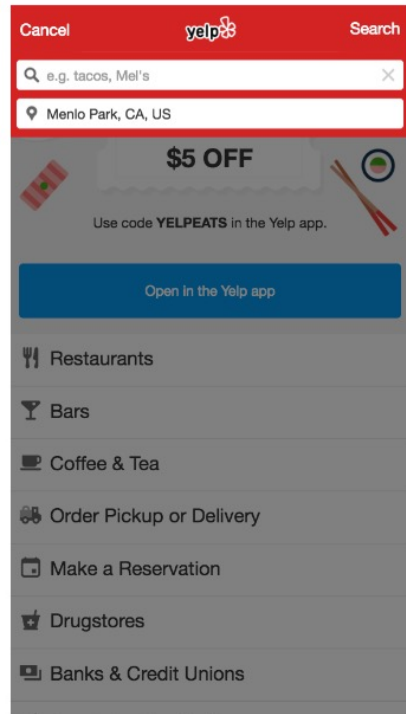 Cancel
yelp
Search
e.g. tacos, Mel's
Menlo Park, CA, US
$5 OFF
Use code YELPEATS in the Yelp app.
Open in the Yelp app
Restaurants
Bars
Coffee & Tea
Order Pickup or Delivery
Make a Reservation
Drugstores
Banks & Credit Unions